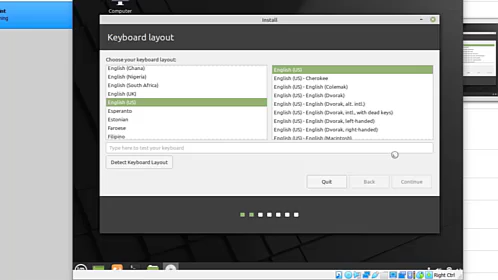 Computer
Install
Keyboard layout
Choose your keyboard layout:
English (Ghana)
English (Nigeria)
English (South Africa)
English (UK)
English (US)
Esperanto
Estonian
Faroese
Filipino
English (US)
English (US) - Cherokee
English (US) - English (Colemak)
English (US) - English (Dvorak)
English (US) - English (Dvorak, alt. intl.)
English (US) - English (Dvorak, intl., with dead keys)
English (US) - English (Dvorak, left-handed)
English (US) - English (Dvorak, right-handed)
English (US) - English (Macintosh)
Type here to test your keyboard
Detect Keyboard Layout
Quit
Back
Continue
Right Ctrl